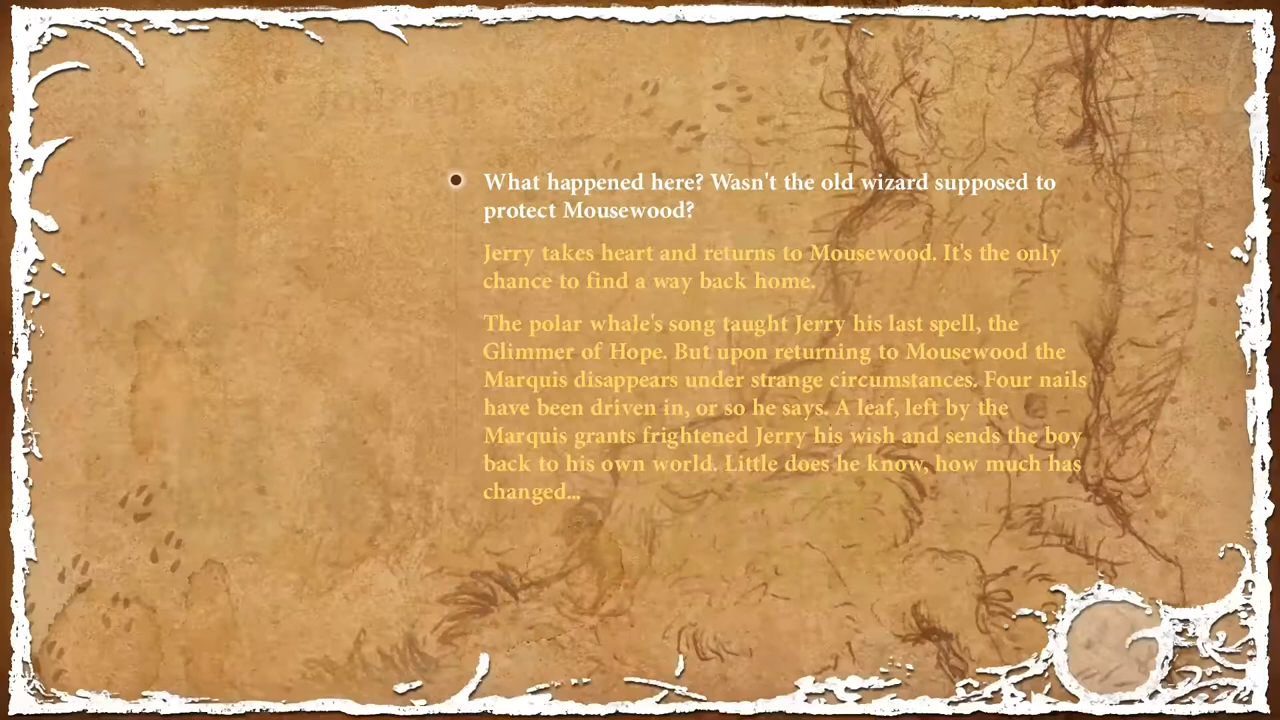 What happened here? Wasn't the old wizard supposed to
protect Mousewood?
Jerry takes heart and returns to Mousewood. It's the only
chance to find a way back home.
The polar whale's song taught Jerry his last spell, the
Glimmer of Hope. But upon returning to Mousewood the
Marquis disappears under strange circumstances. Four nails
have been driven in, or so he says. A leaf, left by the
Marquis grants frightened Jerry his wish and sends the boy
back to his own world. Little does he know, how much has
changed...